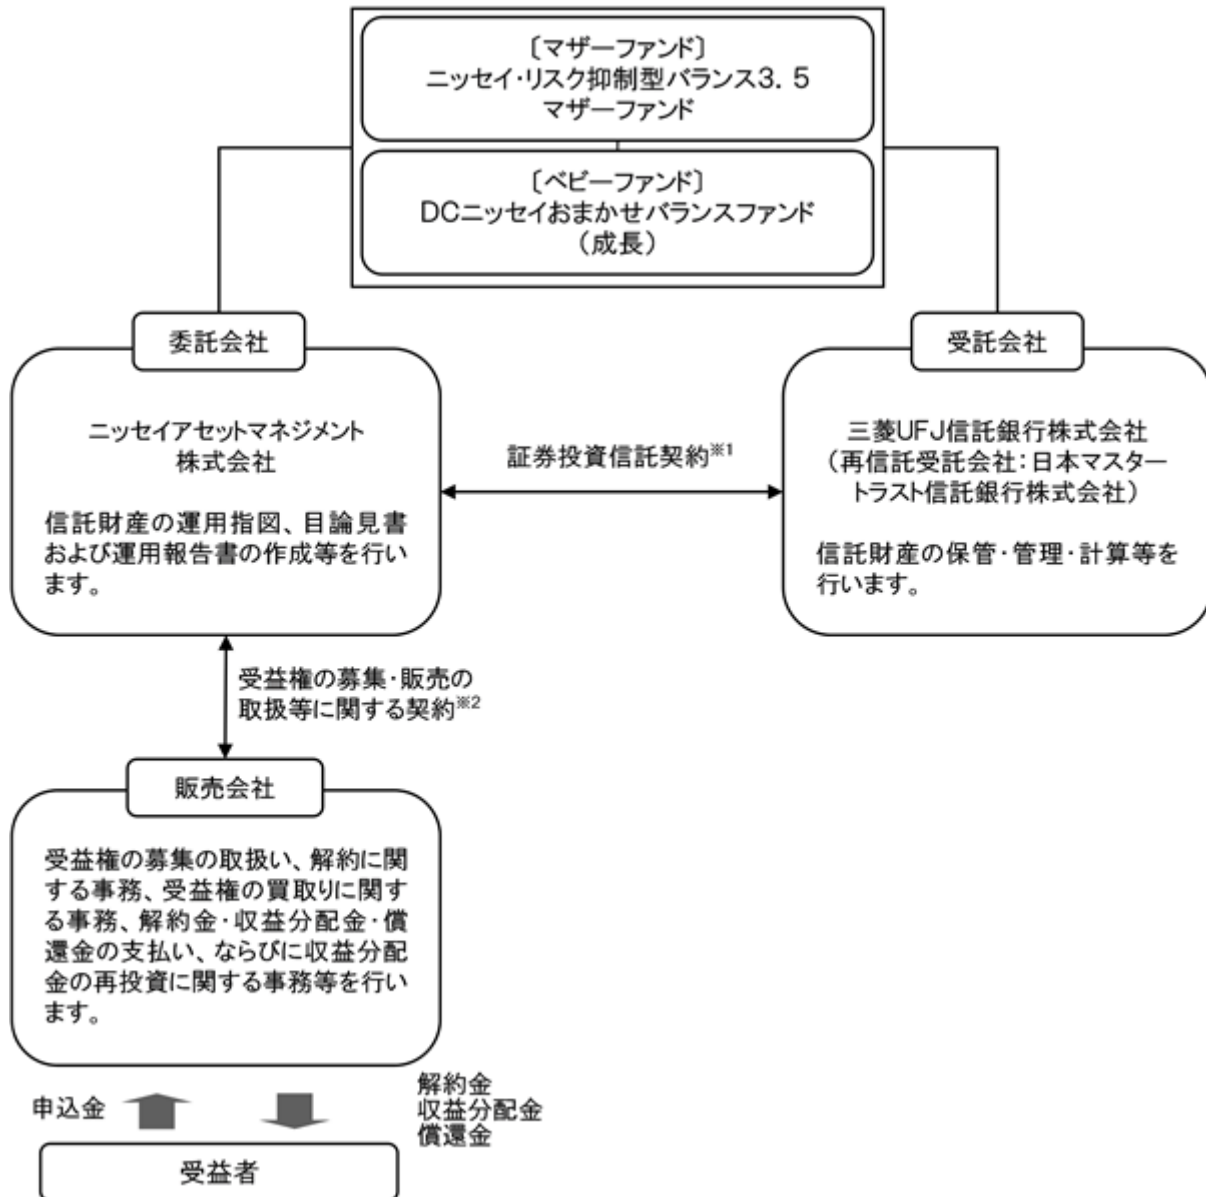 〔マザーファンド〕
ニッセイ・リスク抑制型バランス3．5
マザーファンド
〔ベビーファンド〕
DCニッセイおまかせバランスファンド
（成長）
委託会社
ニッセイアセットマネジメント
株式会社
信託財産の運用指図、目論見書
および運用報告書の作成等を行い
ます。
証券投資信託契約※1
受託会社
三菱UFJ信託銀行株式会社
（再信託受託会社：日本マスター
トラスト信託銀行株式会社）
信託財産の保管・管理・計算等を
行います。
受益権の募集・販売の
取扱等に関する契約※2
販売会社
受益権の募集の取扱い、解約に関
する事務、受益権の買取りに関す
る事務、解約金・収益分配金・償
還金の支払い、ならびに収益分配
金の再投資に関する事務等を行い
ます。
申込金
解約金
収益分配金
償還金
受益者